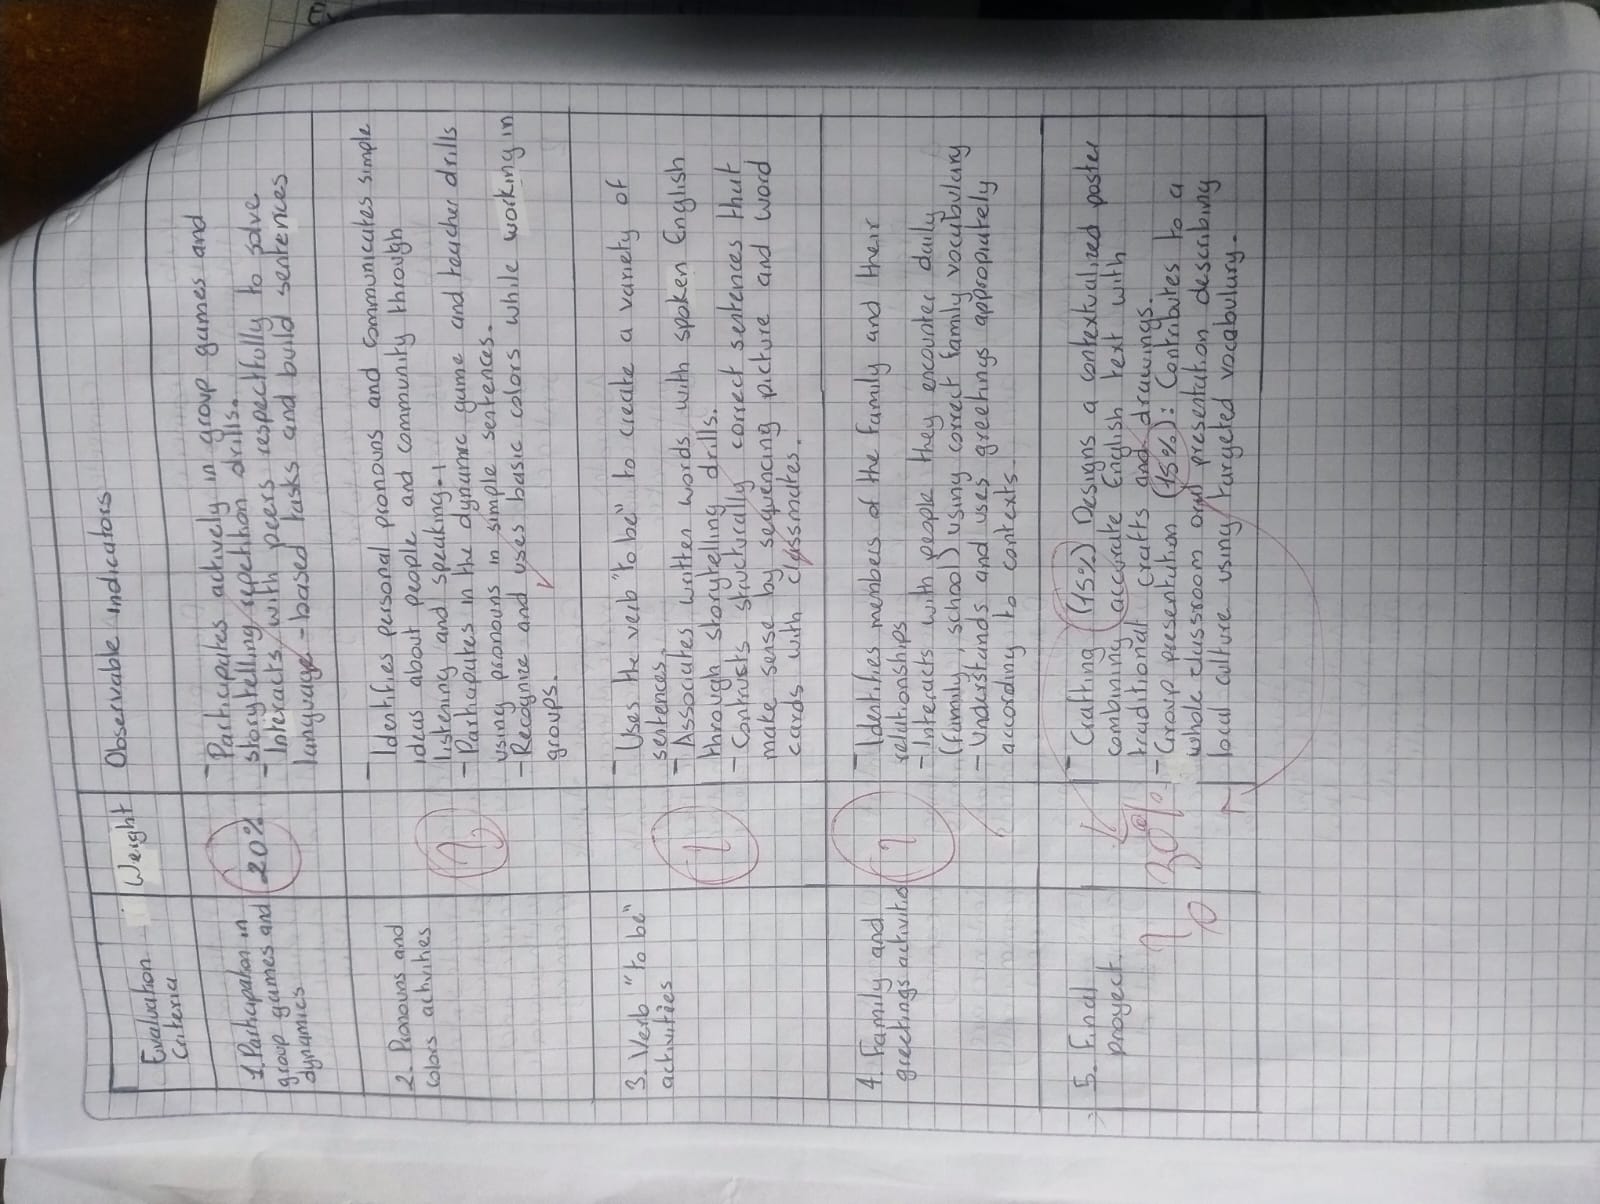 Evaluation
Criteria
Weight
Observable indicators
1. Participation in
group games and
dynamics
20%
- Participates actively in group games and
storytelling/repetition drills.
- Interacts with peers respectfully to solve
language-based tasks and build sentences
2. Pronouns and
colors activities
?
- Identifies personal pronouns and communicates simple
ideas about people and community through
listening and speaking.
- Participates in the dynamic game and teacher drills
using pronouns in simple sentences.
- Recognize and uses basic colors while working in
groups.
3. Verb "to be"
activities
?
- Uses the verb "to be" to create a variety of
sentences.
- Associates written words with spoken English
through storytelling drills.
- Contrusts structurally correct sentences that
make sense by sequencing picture and word
cards with classmates.
4. Family and
greetings activities
?
- Identifies members of the family and their
relationships
- Interacts with people they encounter daily
(family, school) using correct family vocabulary
- Understands and uses greetings appropiately
according to contexts.
5. Final
proyect
?
30%
- Crafting (15%) Designs a contextualized poster
combining accurate English text with
traditional crafts and drawings.
- Group presentation (15%): Contributes to a
whole classroom oral presentation describing
local culture using targeted vocabulary.